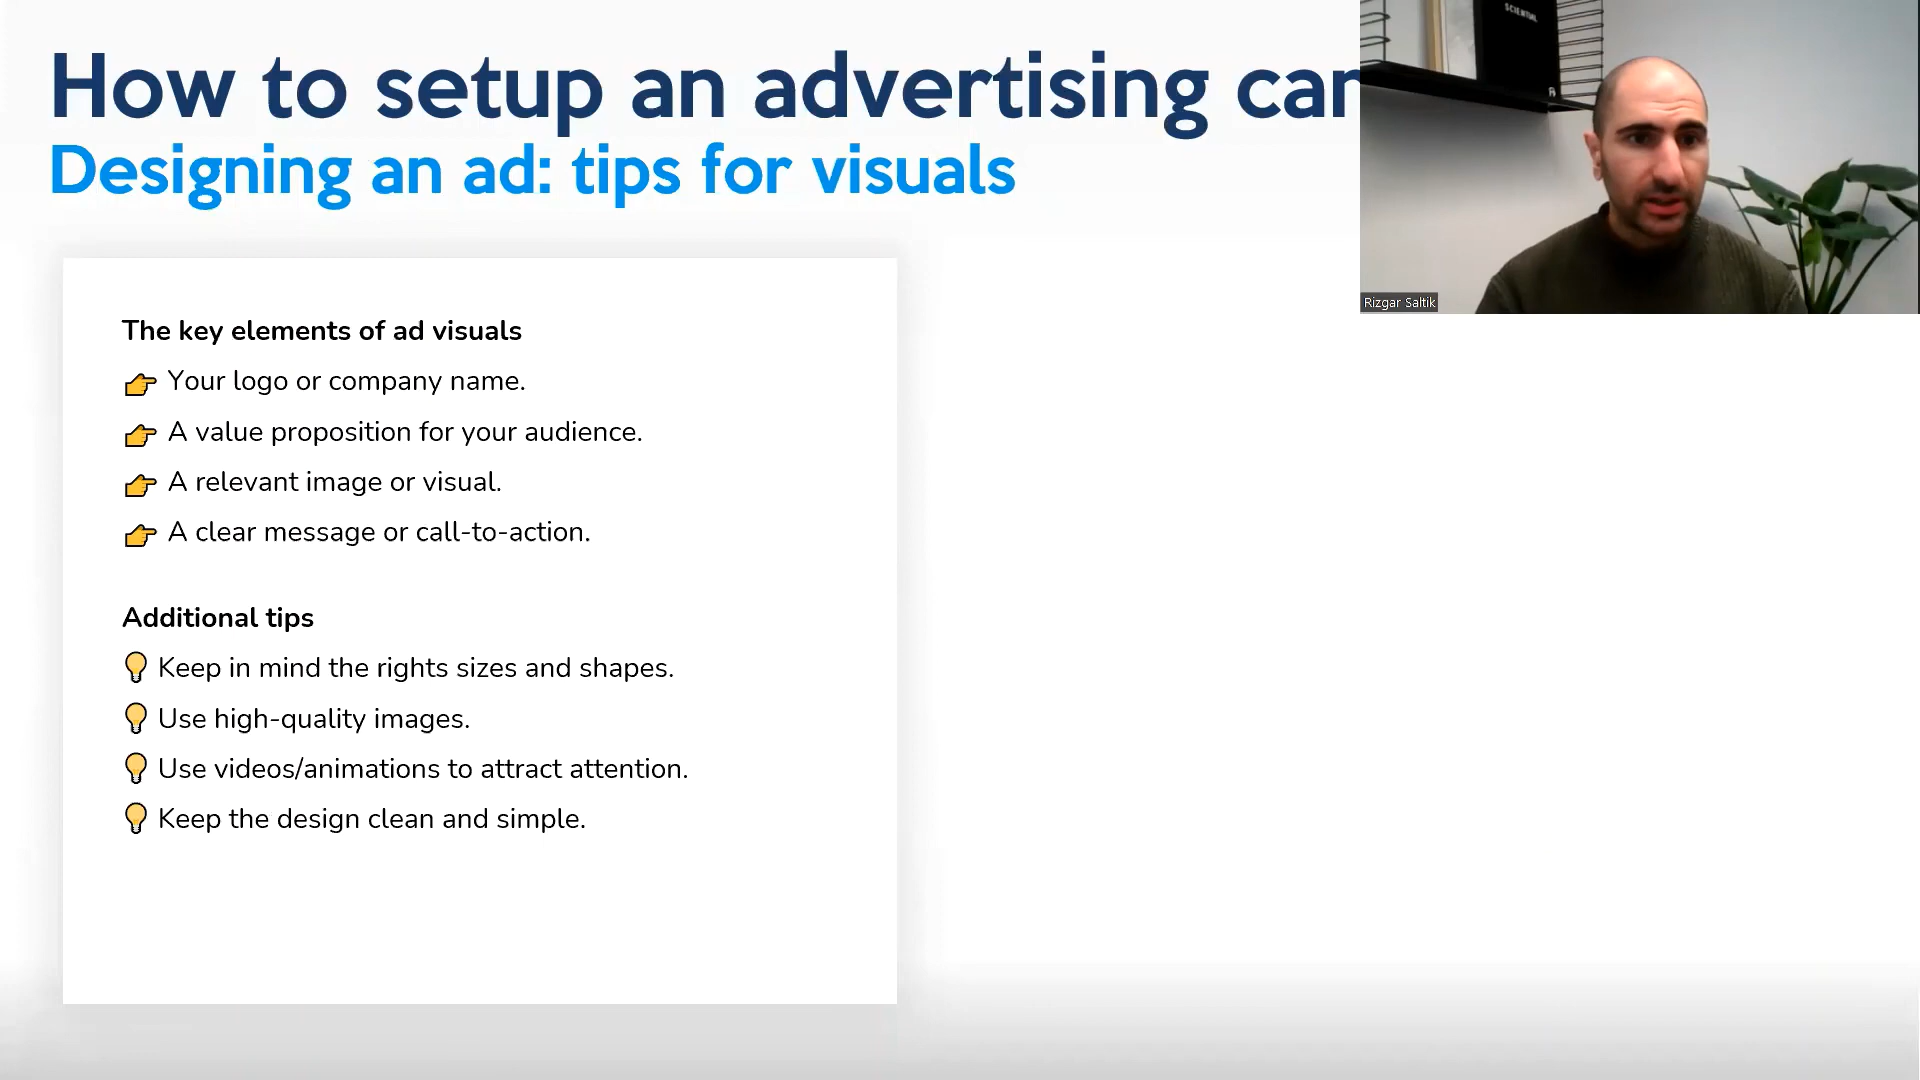 How to setup an advertising cam
Designing an ad: tips for visuals
SCIENTIAL
Rizgar Saltik
The key elements of ad visuals
👉 Your logo or company name.
👉 A value proposition for your audience.
👉 A relevant image or visual.
👉 A clear message or call-to-action.
Additional tips
💡 Keep in mind the rights sizes and shapes.
💡 Use high-quality images.
💡 Use videos/animations to attract attention.
💡 Keep the design clean and simple.